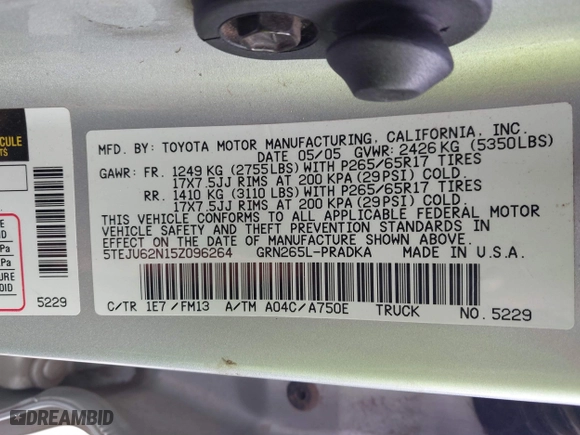 CULE
TS
MFD. BY: TOYOTA MOTOR MANUFACTURING, CALIFORNIA, INC.
DATE 05/05 GVWR: 2426 KG (5350LBS)
GAWR: FR. 1249 KG (2755LBS) WITH P265/65R17 TIRES
17X7.5JJ RIMS AT 200 KPA (29PSI) COLD.
RR. 1410 KG (3110 LBS) WITH P265/65R17 TIRES
17X7.5JJ RIMS AT 200 KPA (29PSI) COLD.
THIS VEHICLE CONFORMS TO ALL APPLICABLE FEDERAL MOTOR
VEHICLE SAFETY AND THEFT PREVENTION STANDARDS IN
EFFECT ON THE DATE OF MANUFACTURE SHOWN ABOVE.
5TEJU62N15Z096264 GRN265L-PRADKA MADE IN U.S.A.
C/TR 1E7/FM13 A/TM A04C/A750E TRUCK NO. 5229
5229
DREAMBID